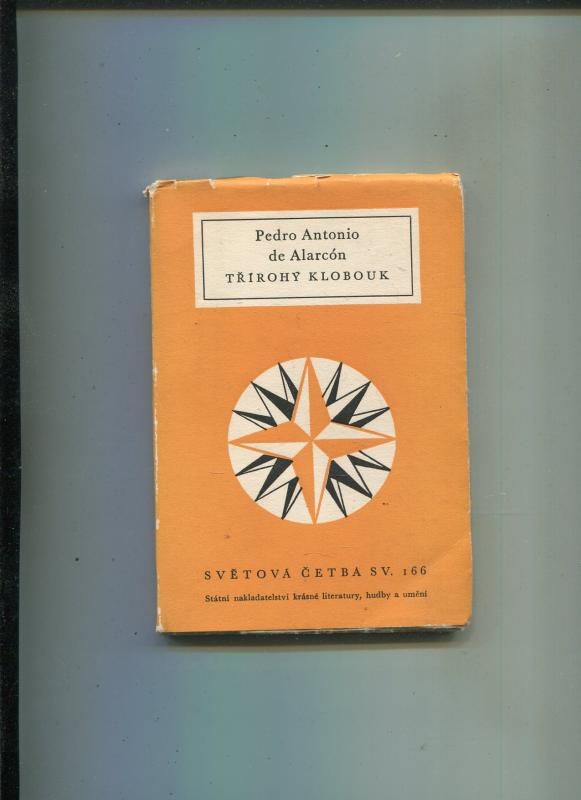 Pedro Antonio
de Alarcón
TŘÍROHÝ KLOBOUK
SVĚTOVÁ ČETBA SV. 166
Státní nakladatelství krásné literatury, hudby a umění